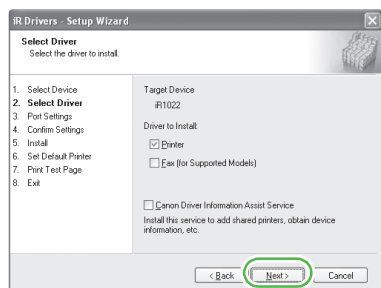 iR Drivers - Setup Wizard
Select Driver
Select the driver to install.
1. Select Device
2. Select Driver
3. Port Settings
4. Confirm Settings
5. Install
6. Set Default Printer
7. Print Test Page
8. Exit
Target Device
iR1022
Driver to Install:
Printer
Fax (for Supported Models)
Canon Driver Information Assist Service
Install this service to add shared printers, obtain device
information, etc.
< Back
Next >
Cancel